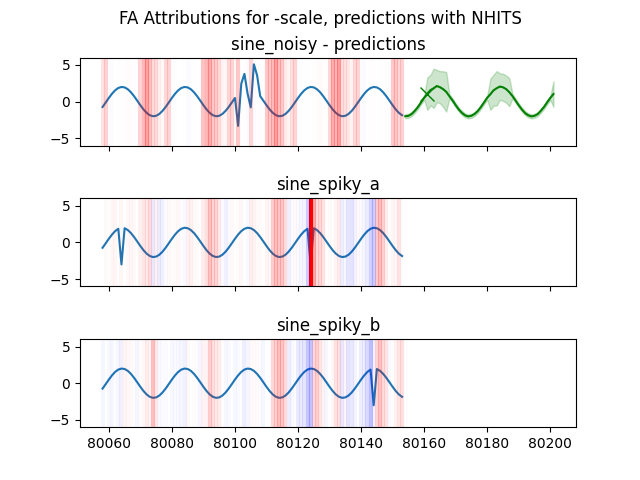 FA Attributions for -scale, predictions with NHITS
sine_noisy - predictions
5
0
−5
sine_spiky_a
5
0
−5
sine_spiky_b
5
0
−5
80060 80080 80100 80120 80140 80160 80180 80200